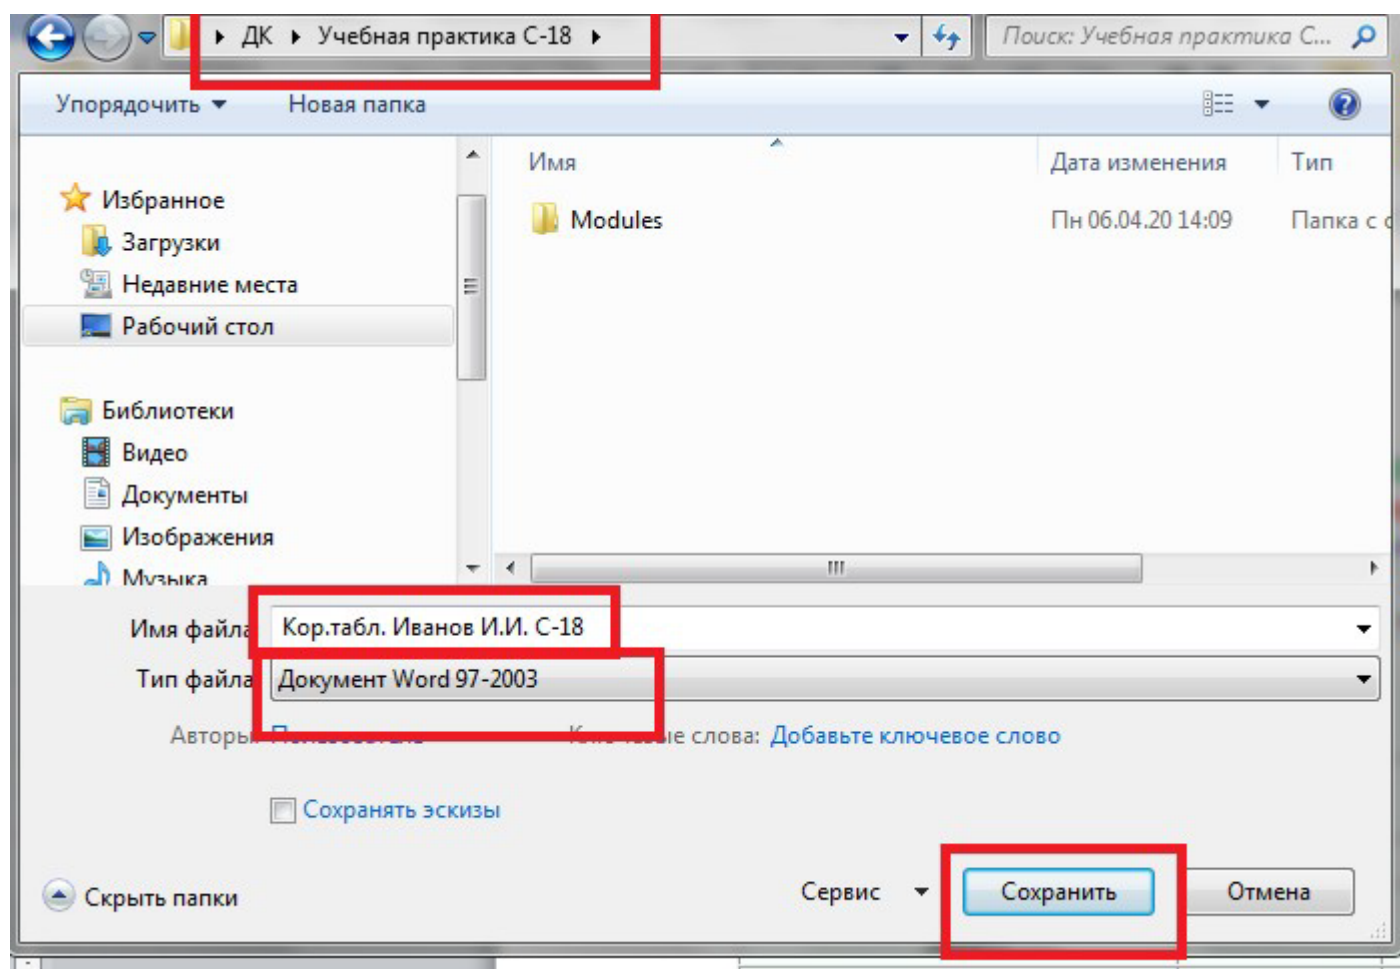 ДК Учебная практика С-18
Поиск: Учебная практика С...
Упорядочить Новая папка
Имя Дата изменения Тип
Избранное
Modules Пн 06.04.20 14:09 Папка с
Загрузки
Недавние места
Рабочий стол
Библиотеки
Видео
Документы
Изображения
Музыка
Имя файла Кор.табл. Иванов И.И. С-18
Тип файла Документ Word 97-2003
Авторы: слова: Добавьте ключевое слово
Сохранять эскизы
Скрыть папки Сервис Сохранить Отмена